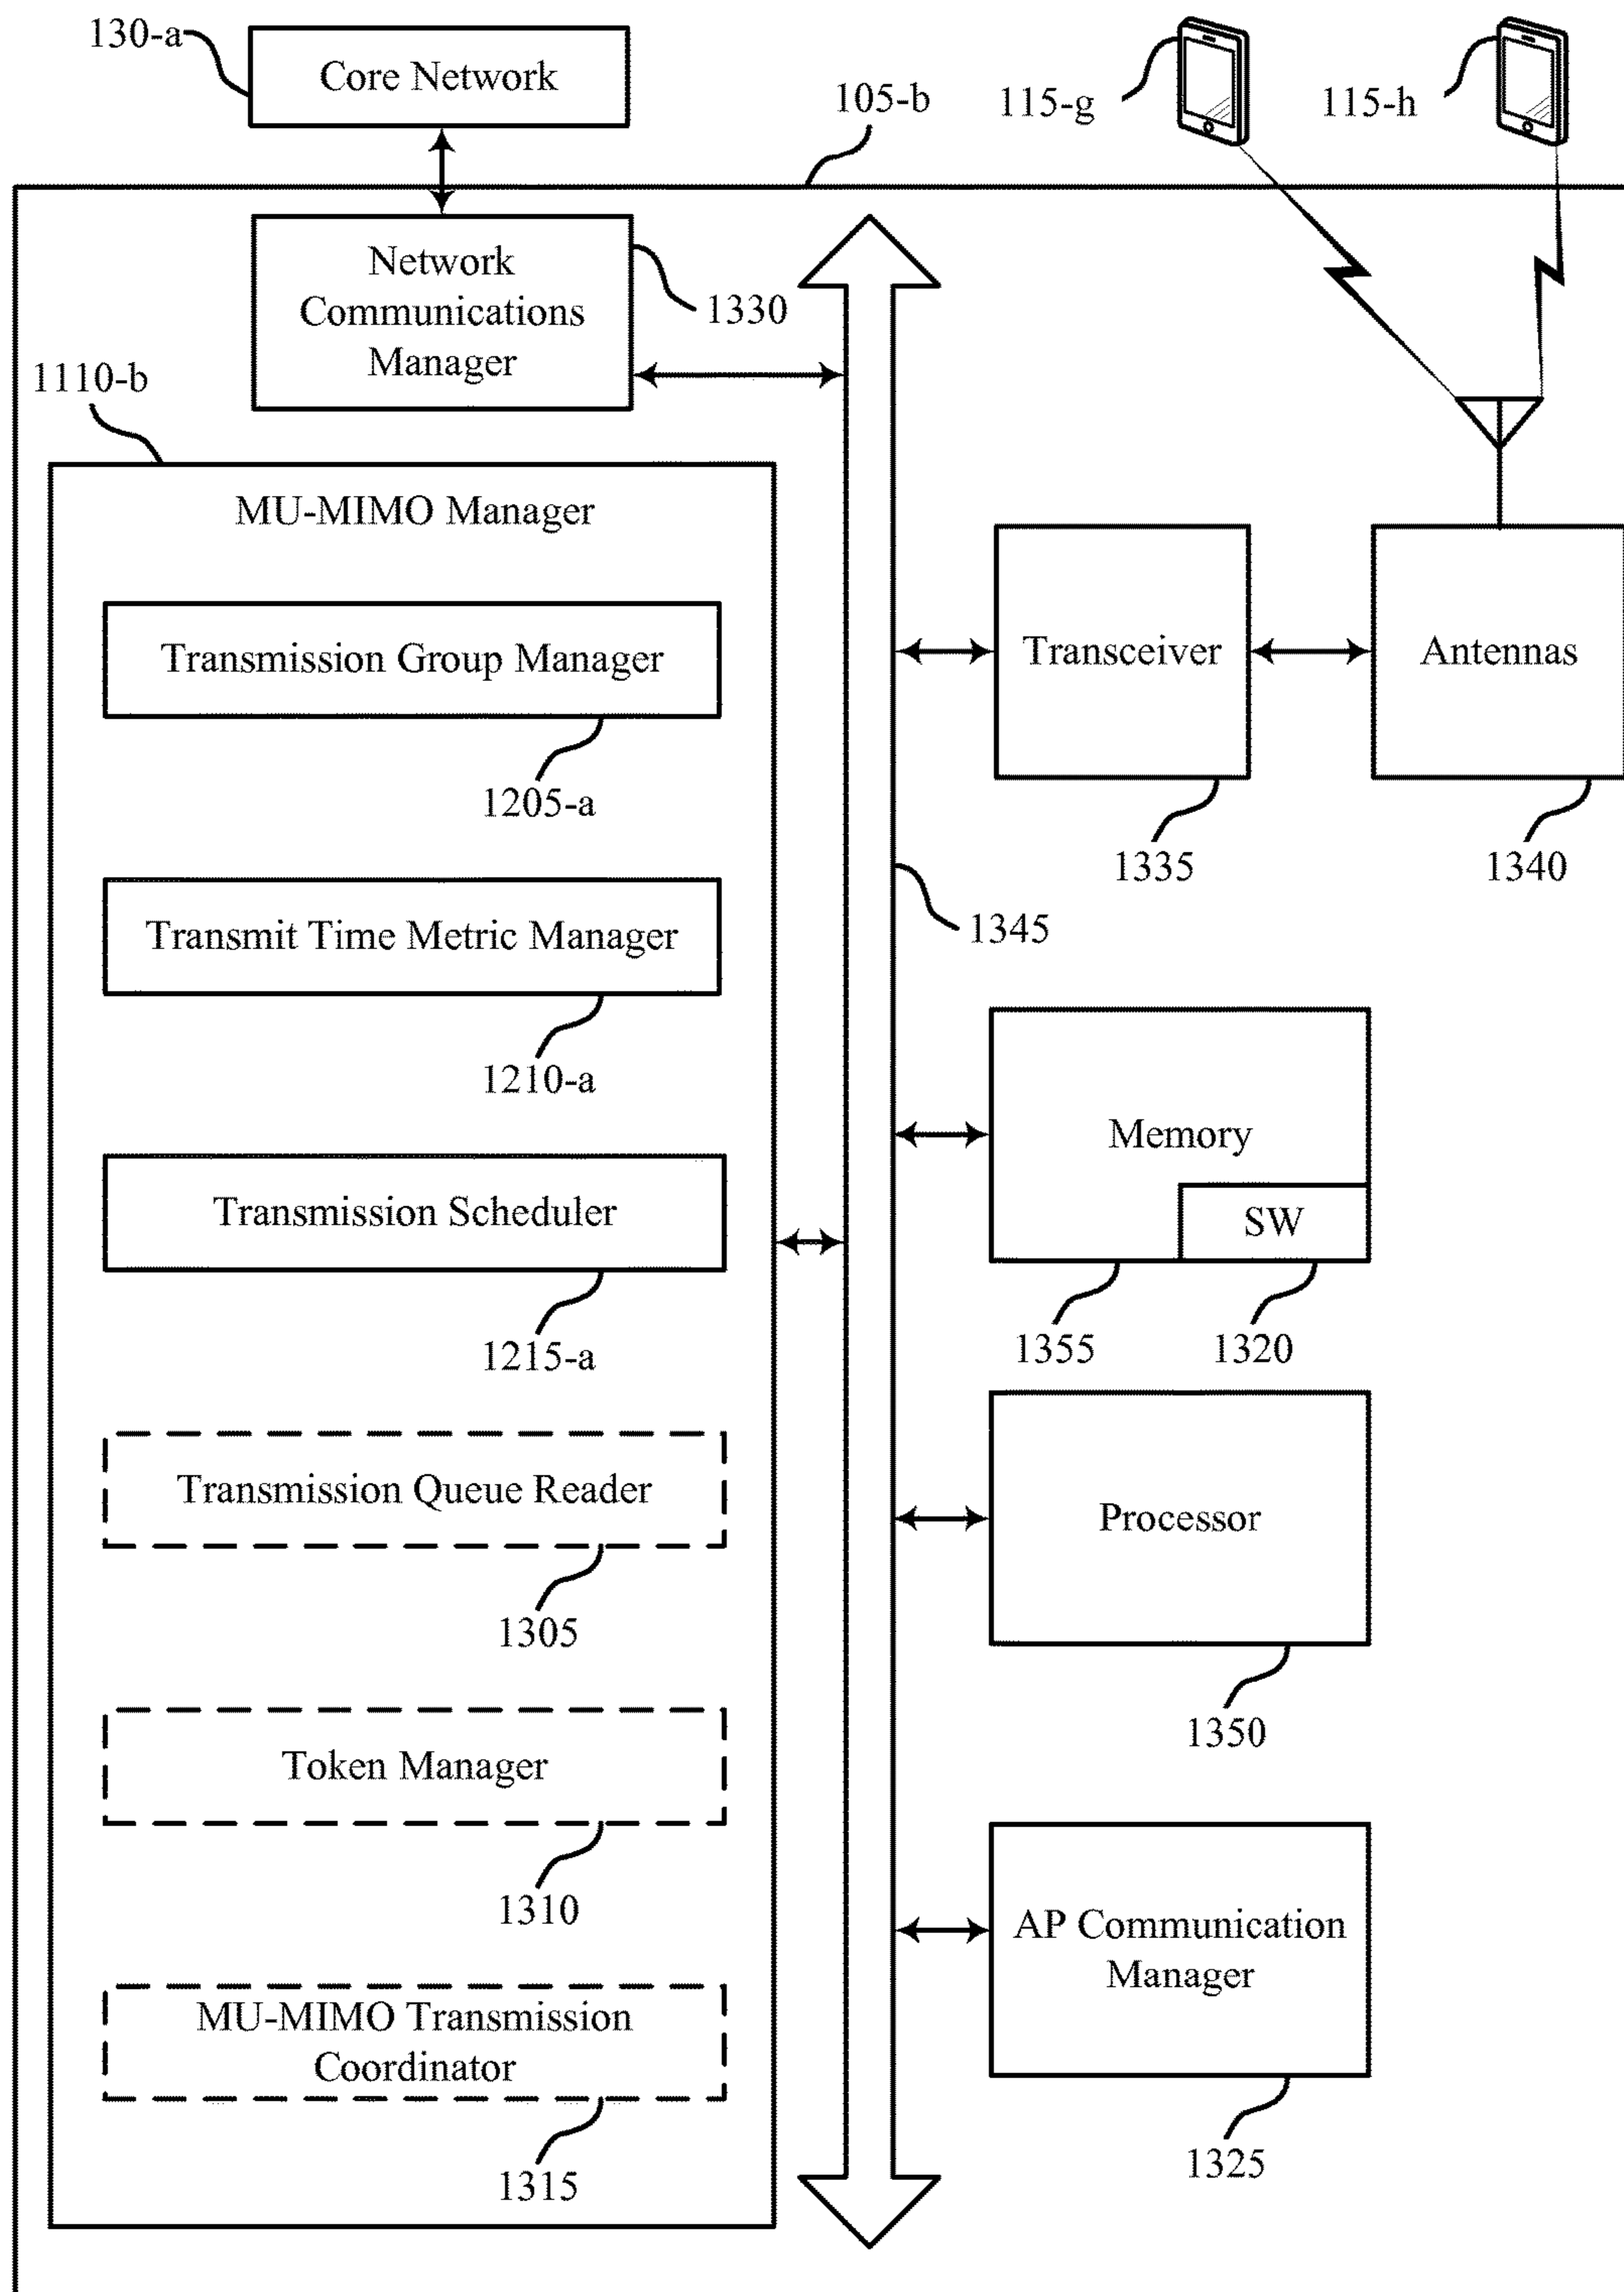 130-a
Core Network
105-b
115-g
115-h
Network
Communications
Manager
1330
1110-b
MU-MIMO Manager
Transmission Group Manager
1205-a
Transmit Time Metric Manager
1210-a
Transmission Scheduler
1215-a
Transmission Queue Reader
1305
Token Manager
1310
MU-MIMO Transmission
Coordinator
1315
Transceiver
1335
Antennas
1340
1345
Memory
SW
1355
1320
Processor
1350
AP Communication
Manager
1325